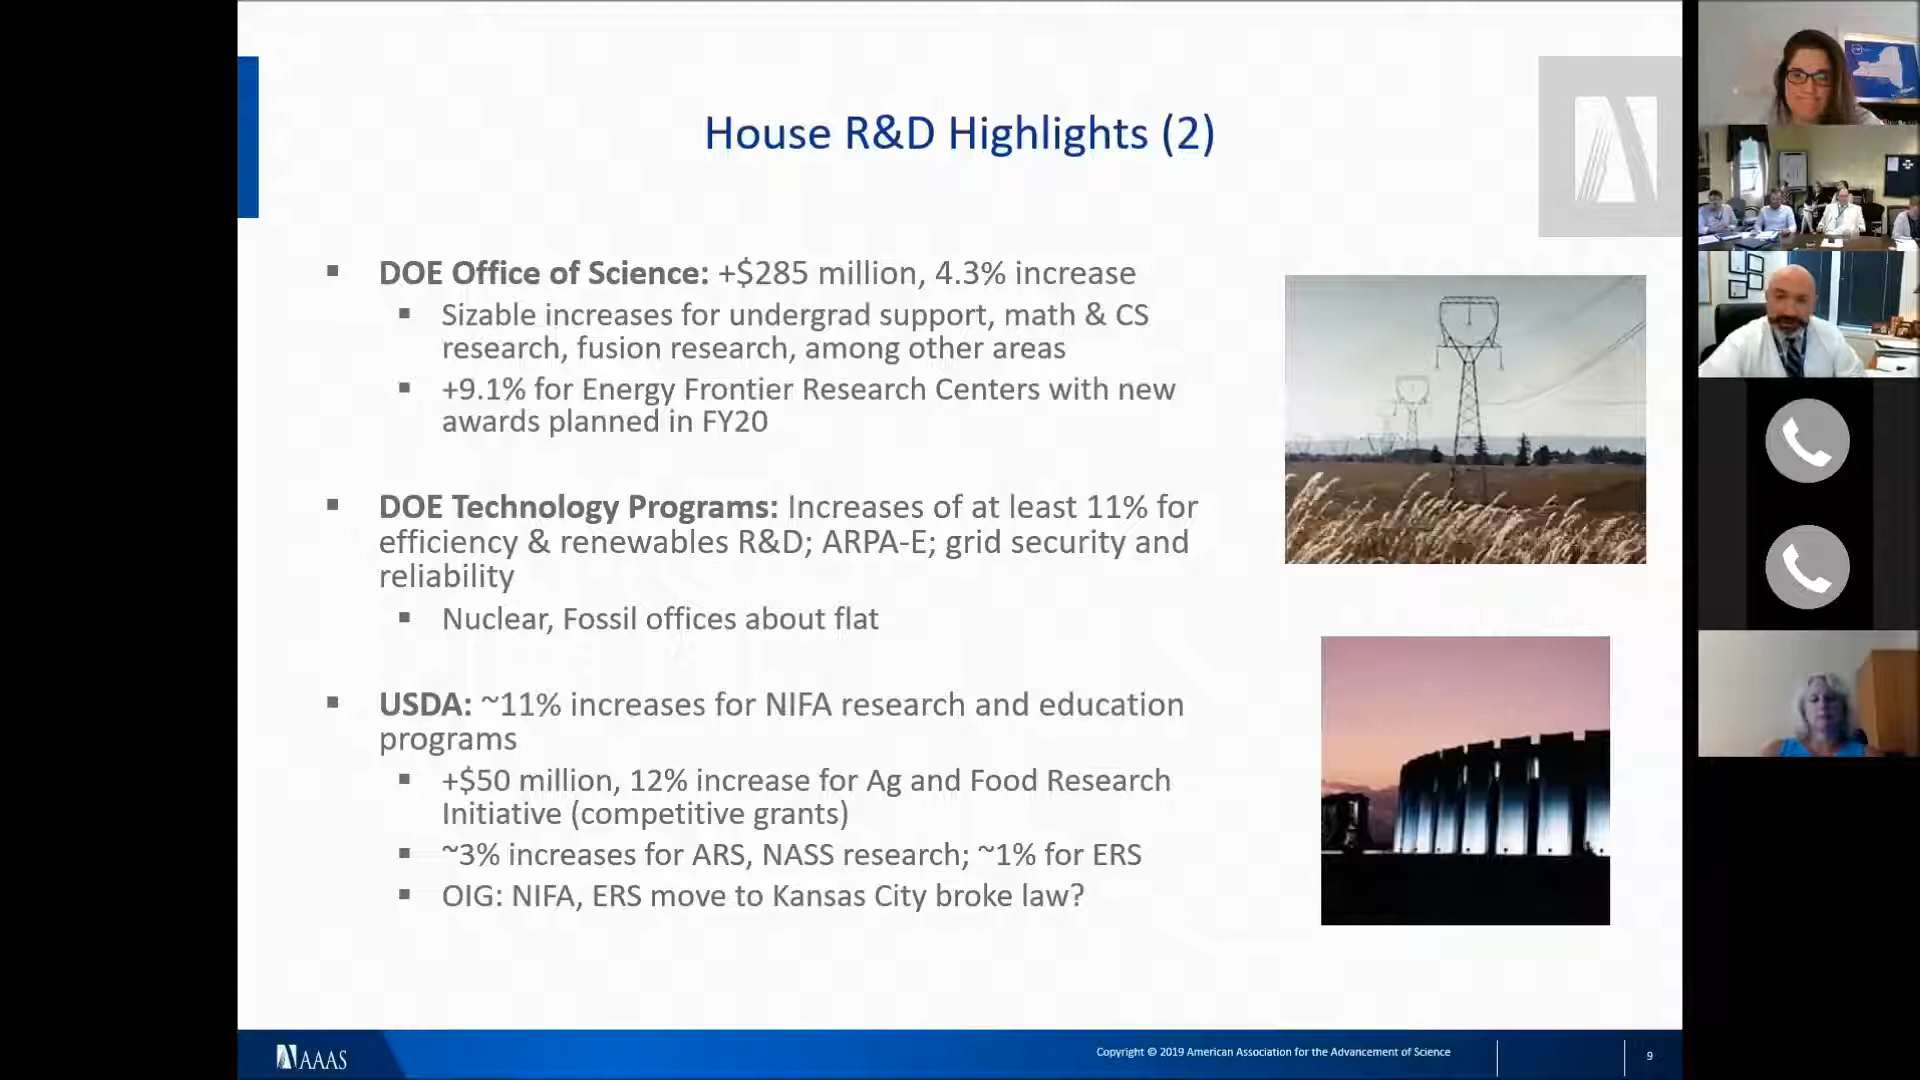 House R&D Highlights (2)
▪ DOE Office of Science: +$285 million, 4.3% increase
▪ Sizable increases for undergrad support, math & CS
research, fusion research, among other areas
▪ +9.1% for Energy Frontier Research Centers with new
awards planned in FY20
▪ DOE Technology Programs: Increases of at least 11% for
efficiency & renewables R&D; ARPA-E; grid security and
reliability
▪ Nuclear, Fossil offices about flat
▪ USDA: ~11% increases for NIFA research and education
programs
▪ +$50 million, 12% increase for Ag and Food Research
Initiative (competitive grants)
▪ ~3% increases for ARS, NASS research; ~1% for ERS
▪ OIG: NIFA, ERS move to Kansas City broke law?
AAAS
Copyright © 2019 American Association for the Advancement of Science
9